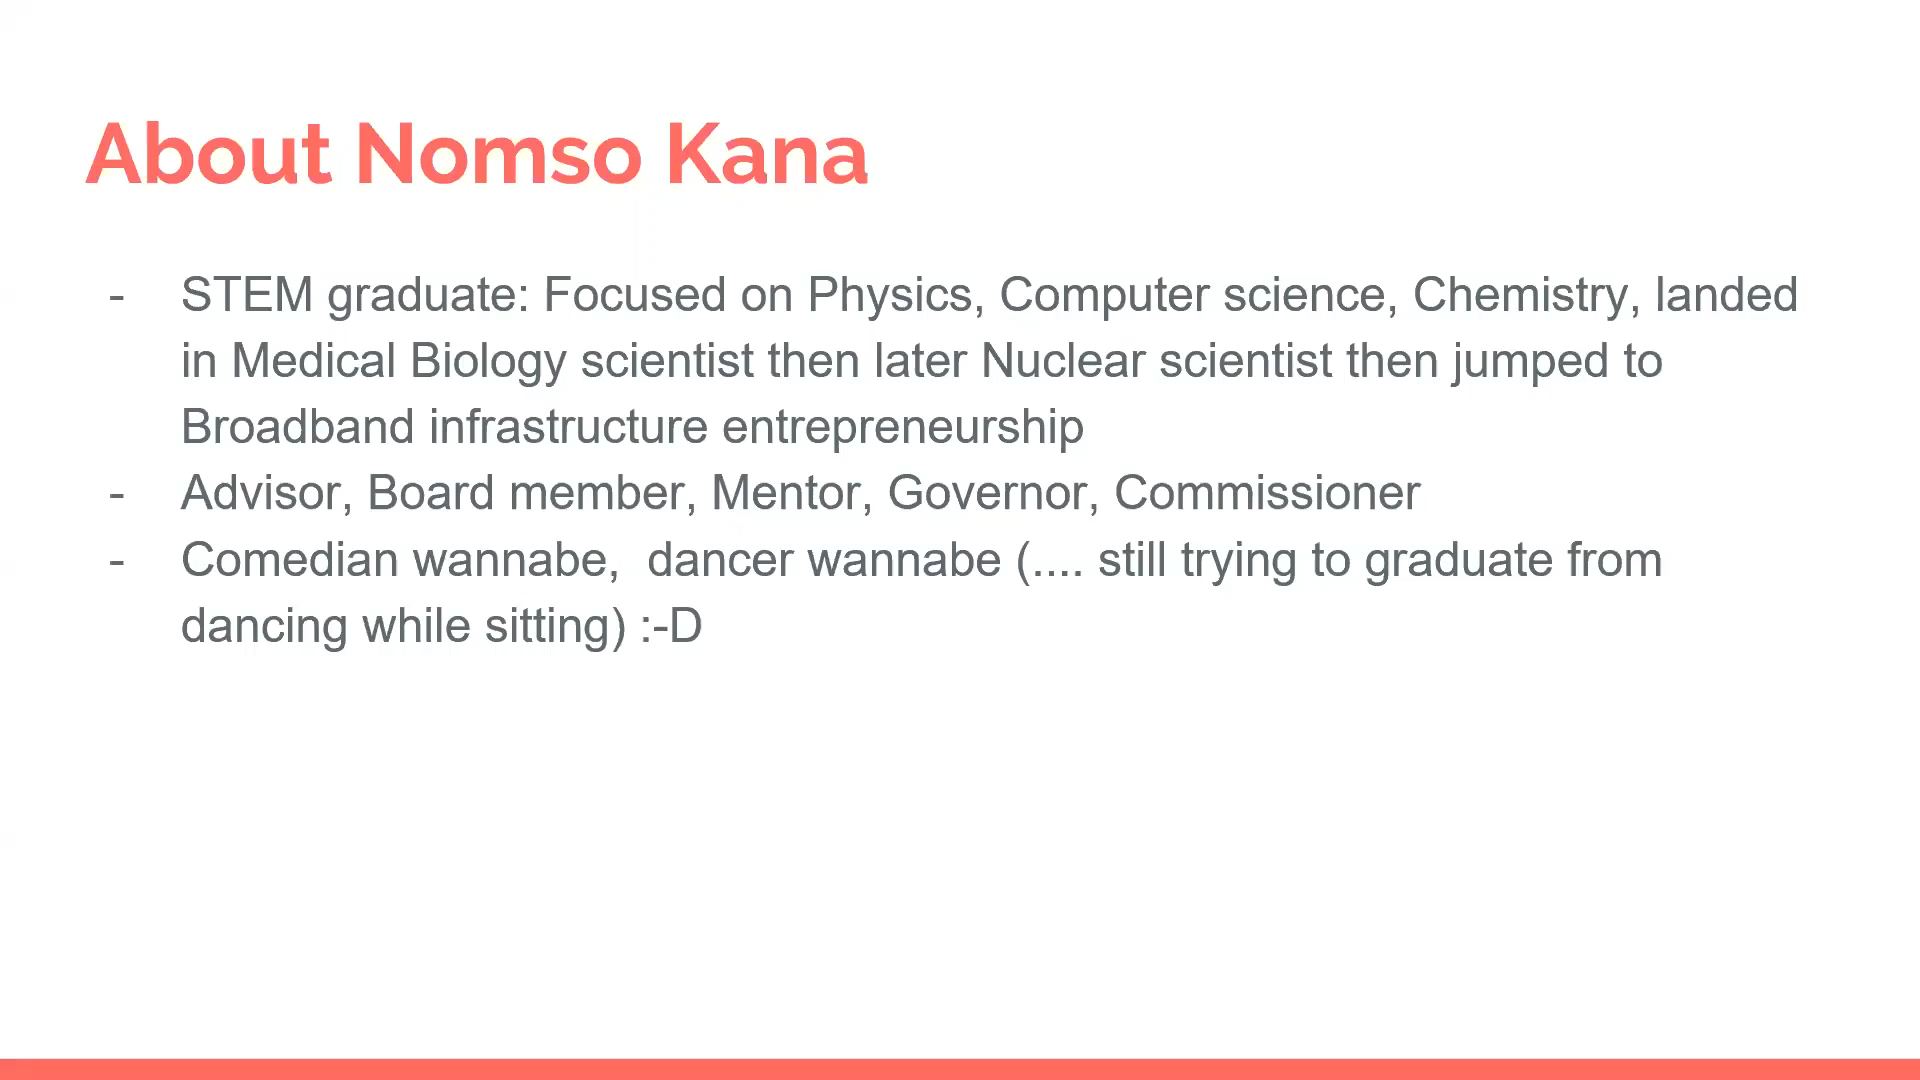 About Nomso Kana
- STEM graduate: Focused on Physics, Computer science, Chemistry, landed
in Medical Biology scientist then later Nuclear scientist then jumped to
Broadband infrastructure entrepreneurship
- Advisor, Board member, Mentor, Governor, Commissioner
- Comedian wannabe,  dancer wannabe (.... still trying to graduate from
dancing while sitting) :-D